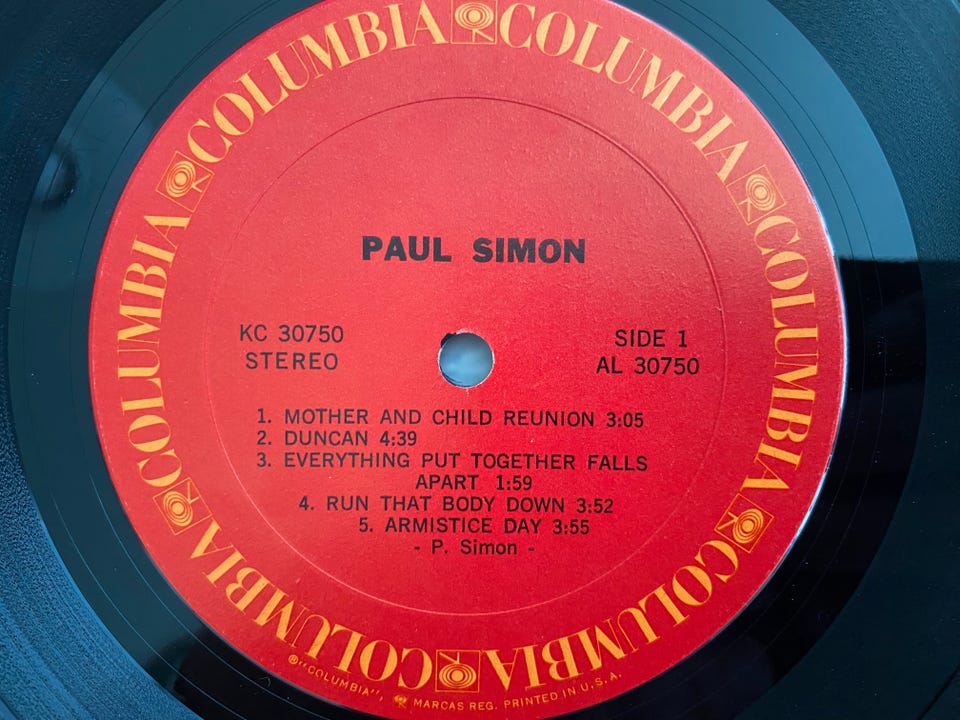 COLUMBIA COLUMBIA COLUMBIA COLUMBIA COLUMBIA COLUMBIA COLUMBIA COLUMBIA
PAUL SIMON
KC 30750
STEREO
SIDE 1
AL 30750
1. MOTHER AND CHILD REUNION 3:05
2. DUNCAN 4:39
3. EVERYTHING PUT TOGETHER FALLS
APART 1:59
4. RUN THAT BODY DOWN 3:52
5. ARMISTICE DAY 3:55
- P. Simon -
®"COLUMBIA", MARCAS REG. PRINTED IN U.S.A.